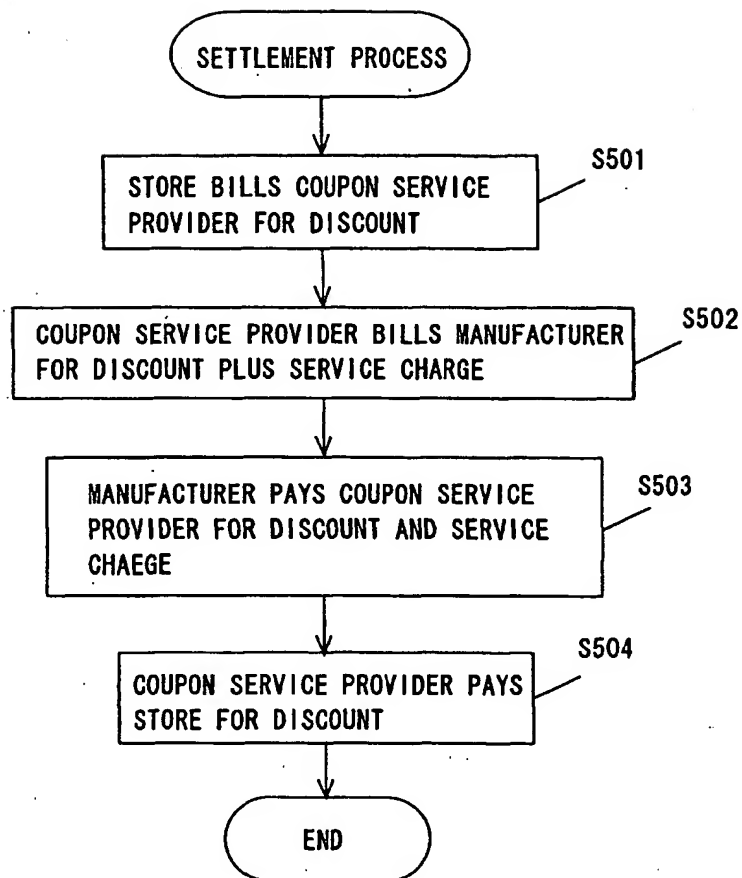 SETTLEMENT PROCESS
S501
STORE BILLS COUPON SERVICE
PROVIDER FOR DISCOUNT
S502
COUPON SERVICE PROVIDER BILLS MANUFACTURER
FOR DISCOUNT PLUS SERVICE CHARGE
S503
MANUFACTURER PAYS COUPON SERVICE
PROVIDER FOR DISCOUNT AND SERVICE
CHAEGE
S504
COUPON SERVICE PROVIDER PAYS
STORE FOR DISCOUNT
END